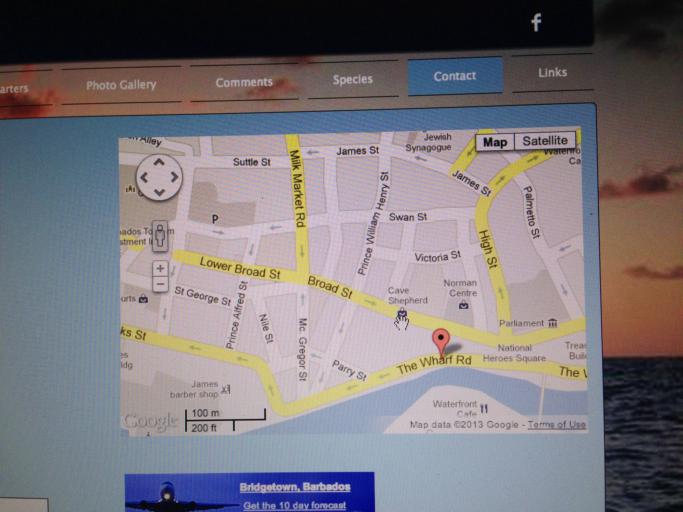 f
arters
Photo Gallery
Comments
Species
Contact
Links
Alley
Suttle St
Milk Market Rd
James St
Jewish
Synagogue
Map
Satellite
Waterfro
Ca
James St
Palmetto St
P
Swan St
Prince William Henry St
Victoria St
High St
stment
Lower Broad St
Broad St
Cave
Shepherd
Norman
Centre
St George St
Prince Alfred St
Nile St
Mc. Gregor St
Parliament
ks St
Parry St
The Wharf Rd
National
Heroes Square
Treas
Buil
The W
ldg
James
barber shop
Google
100 m
200 ft
Waterfront
Cafe
Map data ©2013 Google - Terms of Use
Bridgetown, Barbados
Get the 10 day forecast